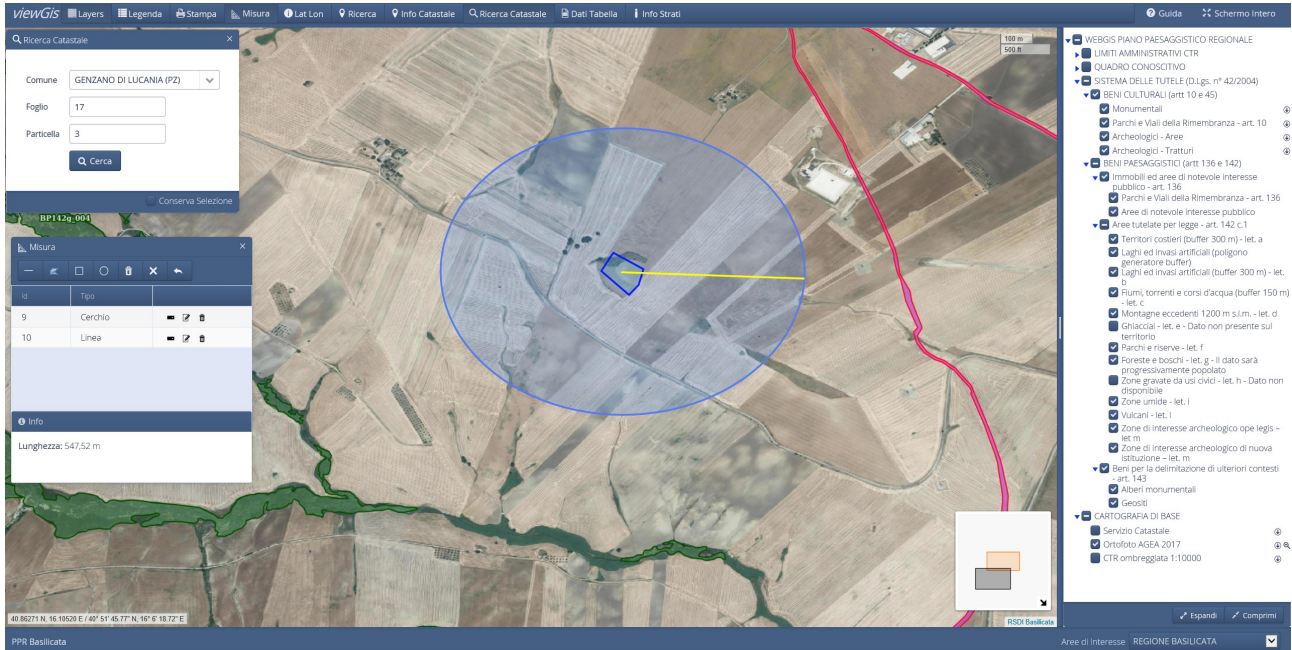 viewGis Layers Legenda Stampa Misura Lat Lon Ricerca Info Catastale Ricerca Catastale Dati Tabella Info Strati Guida Schermo Intero
Ricerca Catastale ×
Comune GENZANO DI LUCANIA (PZ)
Foglio 17
Particella 3
Cerca
Conserva Selezione
BP142g_004
Misura ×
Id Tipo
9 Cerchio
10 Linea
Info
Lunghezza: 547,52 m
100 m
500 ft
40.86271 N, 16.10520 E / 40° 51' 45.77" N, 16° 6' 18.72" E
RSDI Basilicata
WEBGIS PIANO PAESAGGISTICO REGIONALE
LIMITI AMMINISTRATIVI CTR
QUADRO CONOSCITIVO
SISTEMA DELLE TUTELE (D.Lgs. n° 42/2004)
BENI CULTURALI (artt 10 e 45)
Monumentali
Parchi e Viali della Rimembranza - art. 10
Archeologici - Aree
Archeologici - Tratturi
BENI PAESAGGISTICI (artt 136 e 142)
Immobili ed aree di notevole interesse
pubblico - art. 136
Parchi e Viali della Rimembranza - art. 136
Aree di notevole interesse pubblico
Aree tutelate per legge - art. 142 c.1
Territori costieri (buffer 300 m) - let. a
Laghi ed invasi artificiali (poligono
generatore buffer)
Laghi ed invasi artificiali (buffer 300 m) - let.
b
Fiumi, torrenti e corsi d'acqua (buffer 150 m)
- let. c
Montagne eccedenti 1200 m s.l.m. - let. d
Ghiacciai - let. e - Dato non presente sul
territorio
Parchi e riserve - let. f
Foreste e boschi - let. g - Il dato sarà
progressivamente popolato
Zone gravate da usi civici - let. h - Dato non
disponibile
Zone umide - let. i
Vulcani - let. l
Zone di interesse archeologico ope legis –
let m
Zone di interesse archeologico di nuova
istituzione – let. m
Beni per la delimitazione di ulteriori contesti
- art. 143
Alberi monumentali
Geositi
CARTOGRAFIA DI BASE
Servizio Catastale
Ortofoto AGEA 2017
CTR ombreggiata 1:10000
Espandi Comprimi
PPR Basilicata Aree di Interesse REGIONE BASILICATA